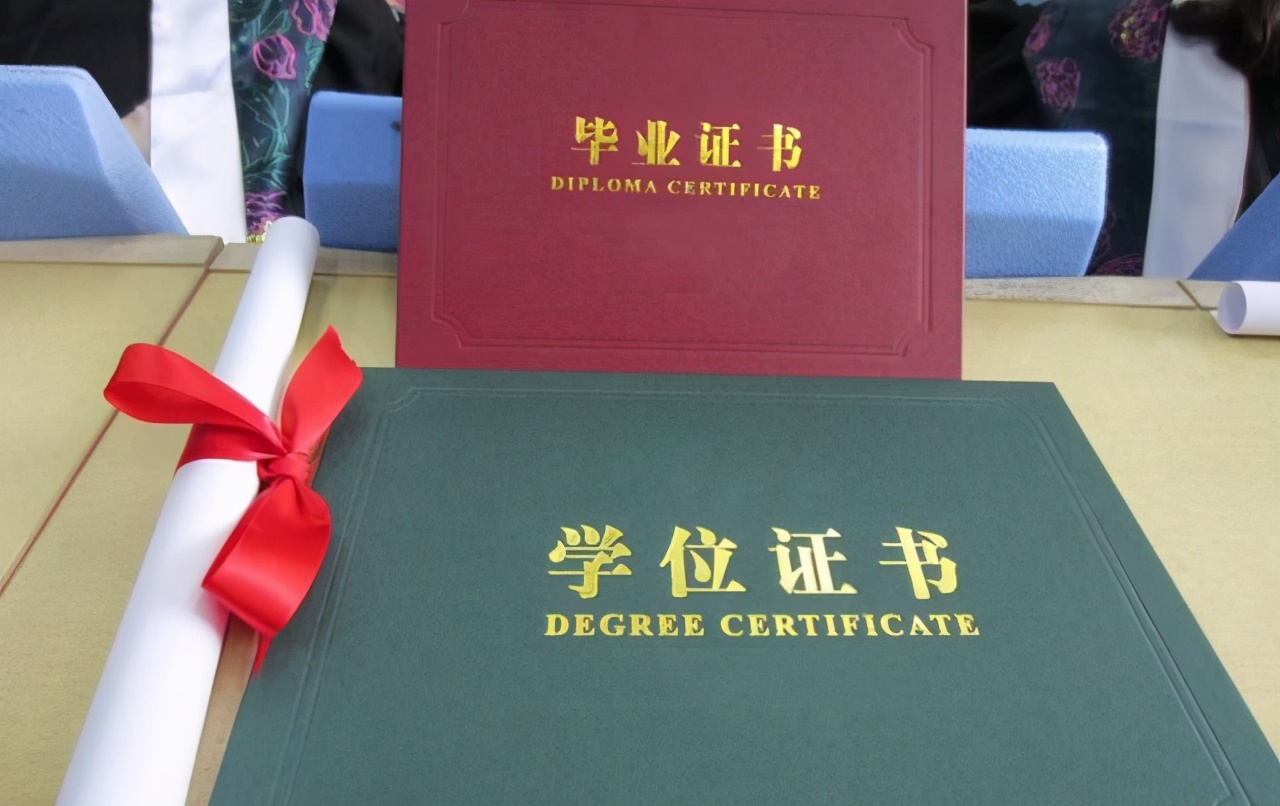 毕业证书
DIPLOMA CERTIFICATE
学位证书
DEGREE CERTIFICATE